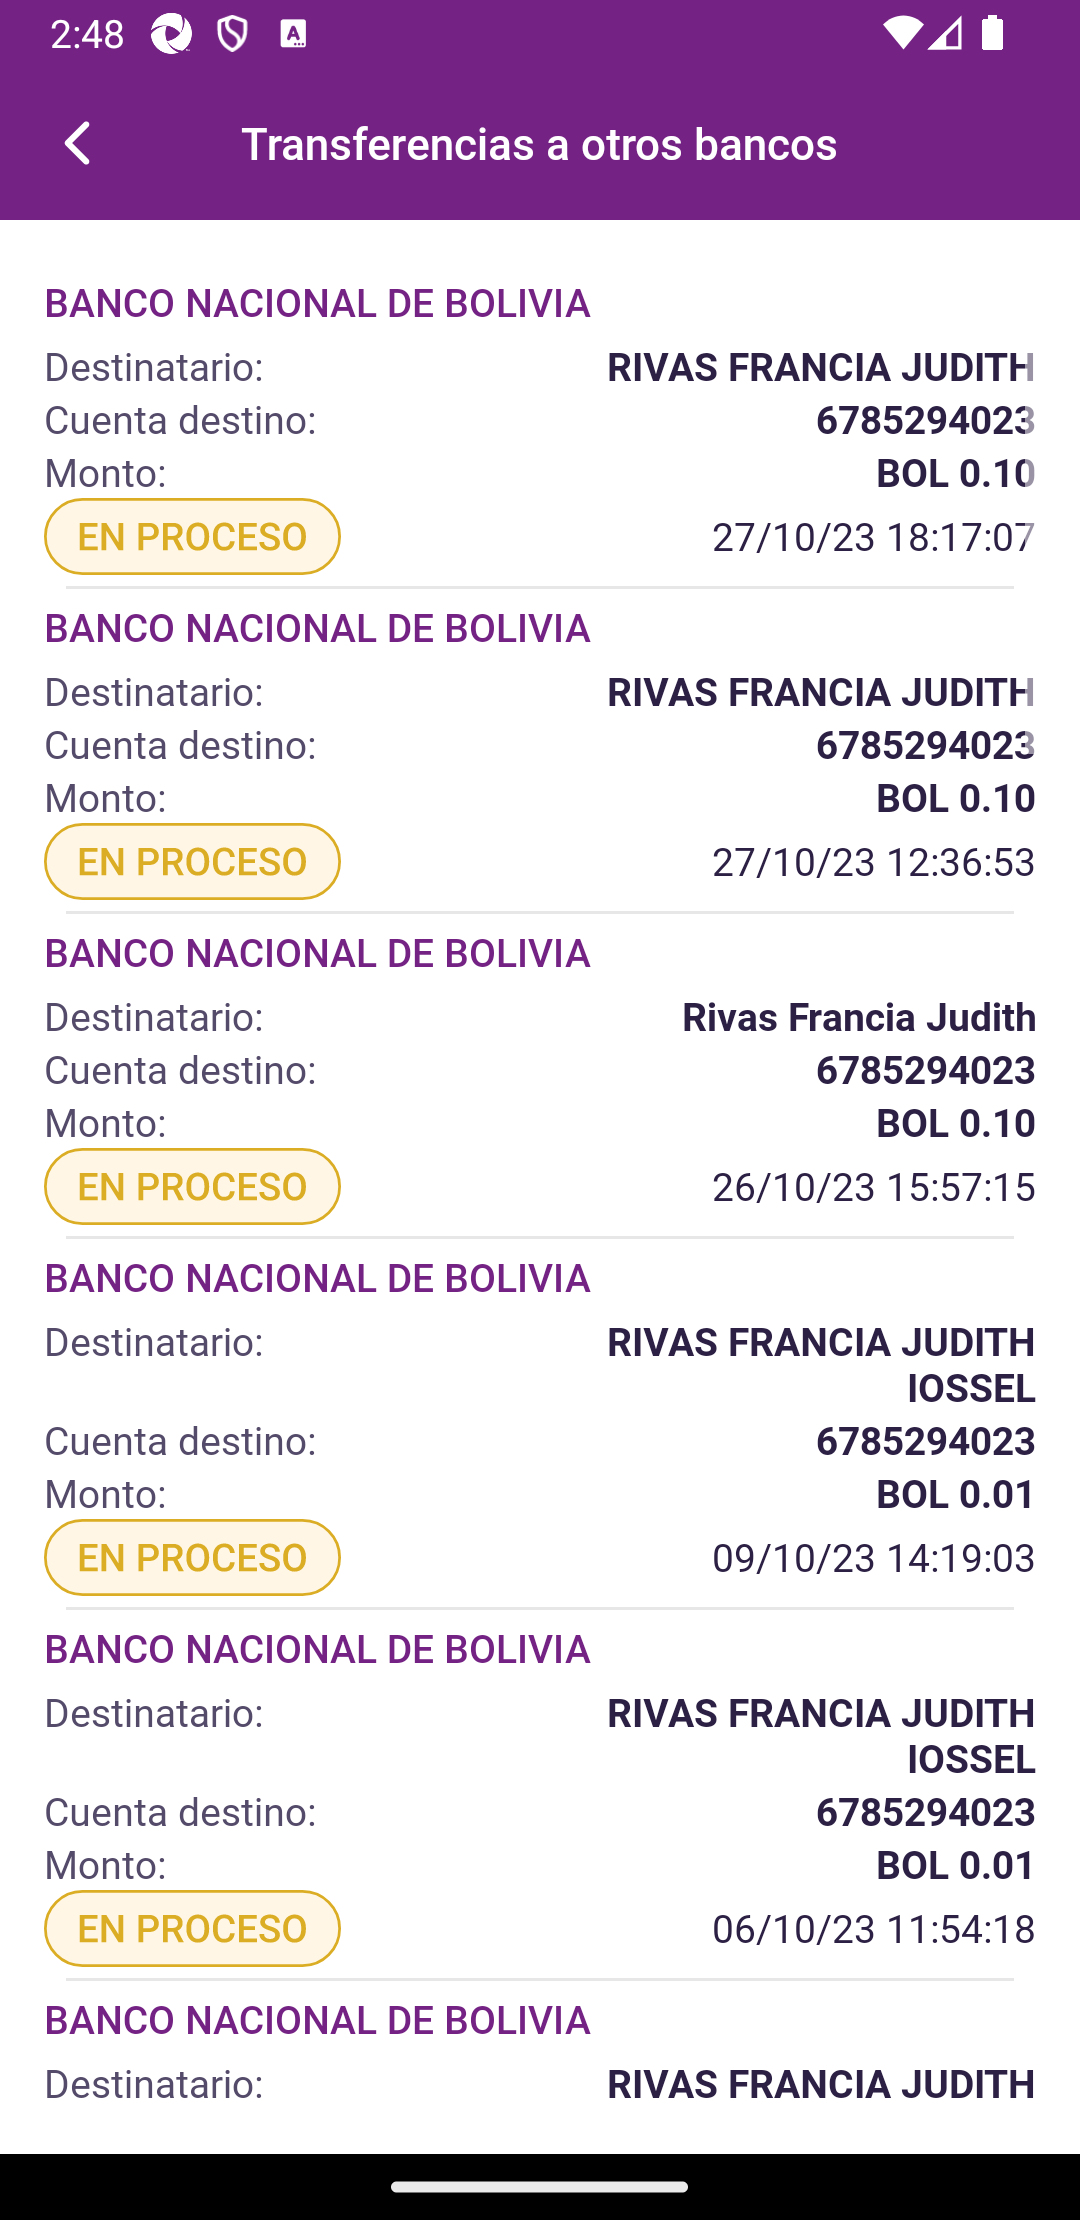 2:48
Transferencias a otros bancos
BANCO NACIONAL DE BOLIVIA
Destinatario: RIVAS FRANCIA JUDITH
Cuenta destino: 6785294023
Monto: BOL 0.10
EN PROCESO 27/10/23 18:17:07
BANCO NACIONAL DE BOLIVIA
Destinatario: RIVAS FRANCIA JUDITH
Cuenta destino: 6785294023
Monto: BOL 0.10
EN PROCESO 27/10/23 12:36:53
BANCO NACIONAL DE BOLIVIA
Destinatario: Rivas Francia Judith
Cuenta destino: 6785294023
Monto: BOL 0.10
EN PROCESO 26/10/23 15:57:15
BANCO NACIONAL DE BOLIVIA
Destinatario: RIVAS FRANCIA JUDITH
IOSSEL
Cuenta destino: 6785294023
Monto: BOL 0.01
EN PROCESO 09/10/23 14:19:03
BANCO NACIONAL DE BOLIVIA
Destinatario: RIVAS FRANCIA JUDITH
IOSSEL
Cuenta destino: 6785294023
Monto: BOL 0.01
EN PROCESO 06/10/23 11:54:18
BANCO NACIONAL DE BOLIVIA
Destinatario: RIVAS FRANCIA JUDITH